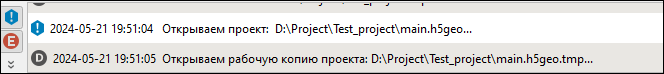 2024-05-21 19:51:04 Открываем проект: D:\Project\Test_project\main.h5geo...
E
D 2024-05-21 19:51:05 Открываем рабочую копию проекта: D:\Project\Test_project\main.h5geo.tmp...